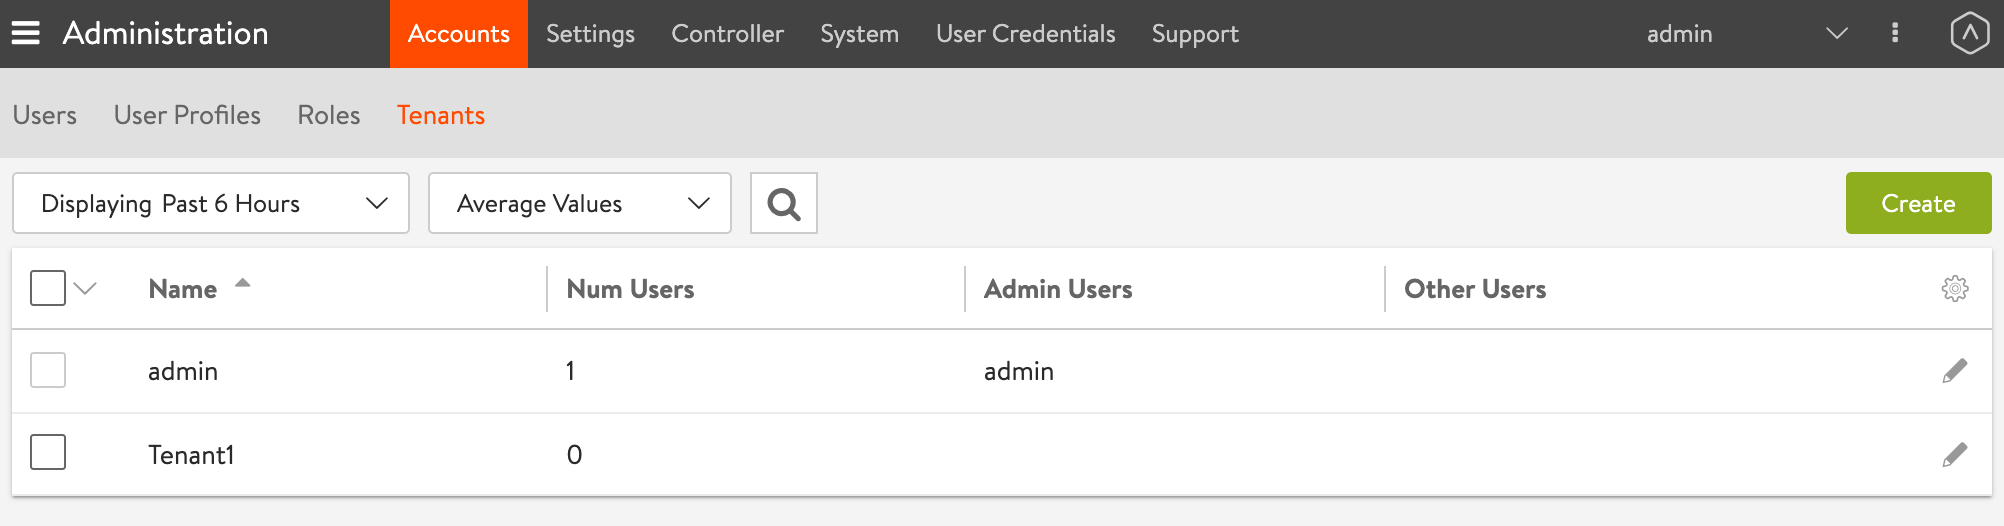 Administration Accounts Settings Controller System User Credentials Support admin
Users User Profiles Roles Tenants
Displaying Past 6 Hours Average Values Create
Name Num Users Admin Users Other Users
admin 1 admin
Tenant1 0